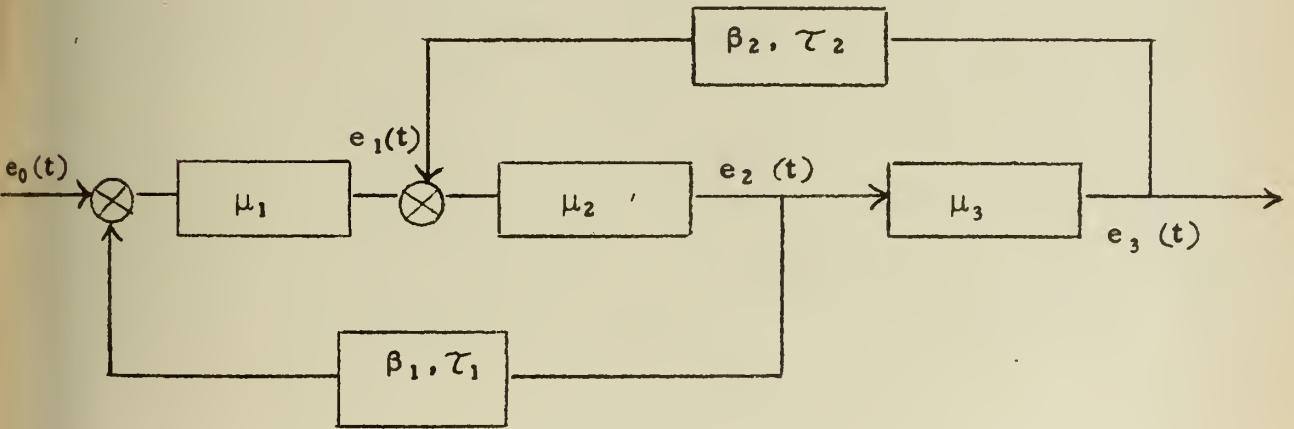 β₂, τ₂
e₁(t)
e₀(t)
μ₁
μ₂
e₂ (t)
μ₃
e₃ (t)
β₁, τ₁